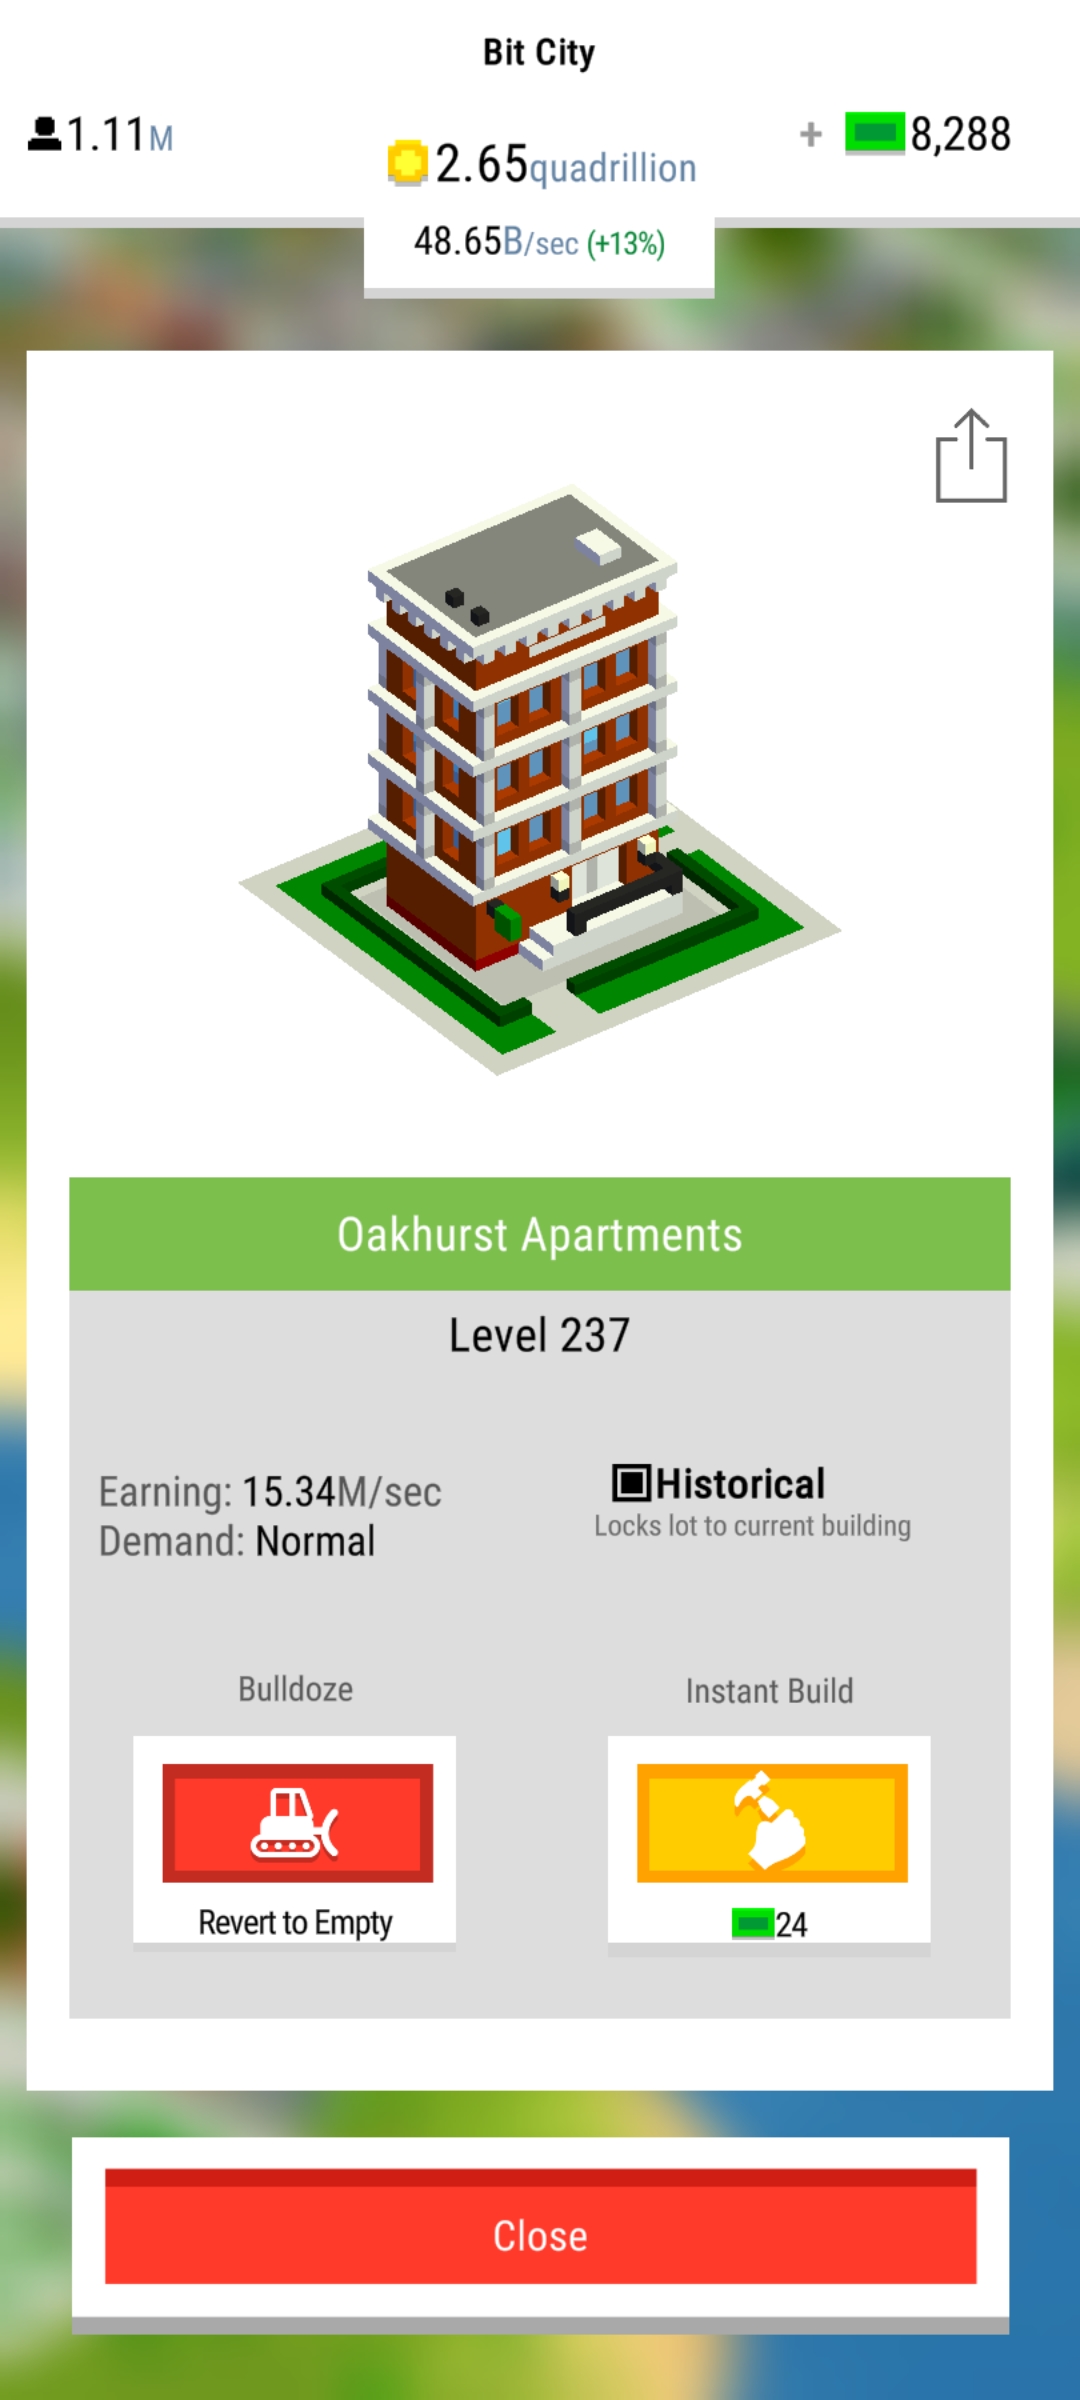 Bit City
1.11M
2.65quadrillion
+ 8,288
48.65B/sec (+13%)
Oakhurst Apartments
Level 237
Earning: 15.34M/sec
Demand: Normal
Historical
Locks lot to current building
Bulldoze
Revert to Empty
Instant Build
24
Close